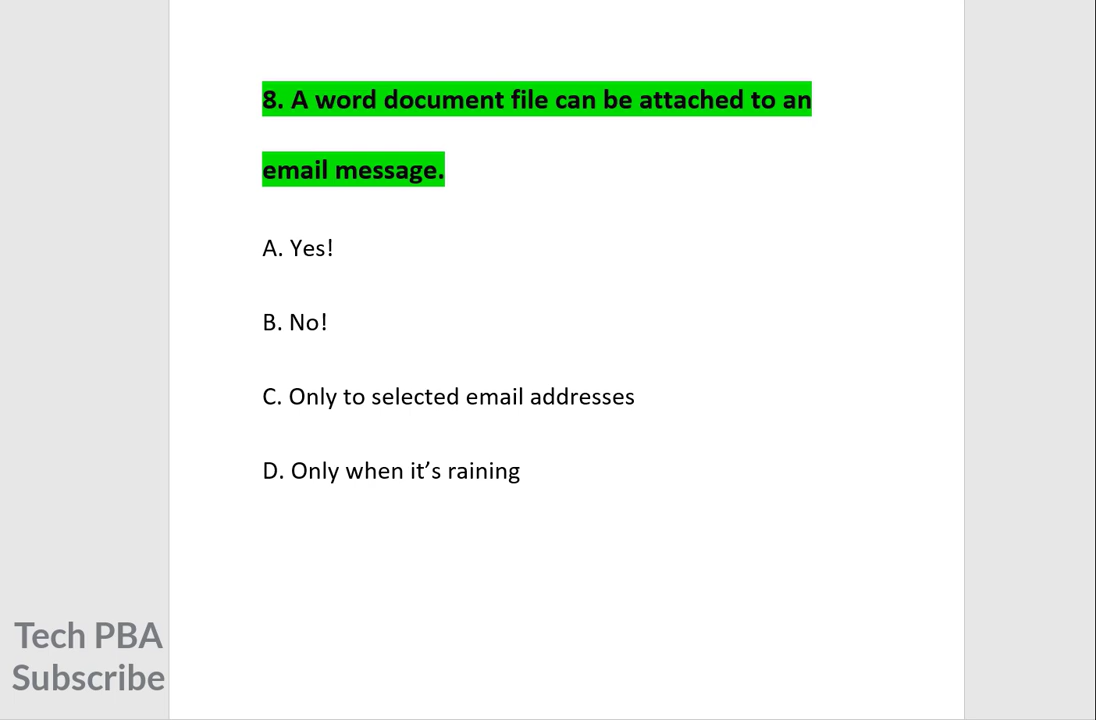 8. A word document file can be attached to an
email message.
A. Yes!
B. No!
C. Only to selected email addresses
D. Only when it’s raining
Tech PBA
Subscribe